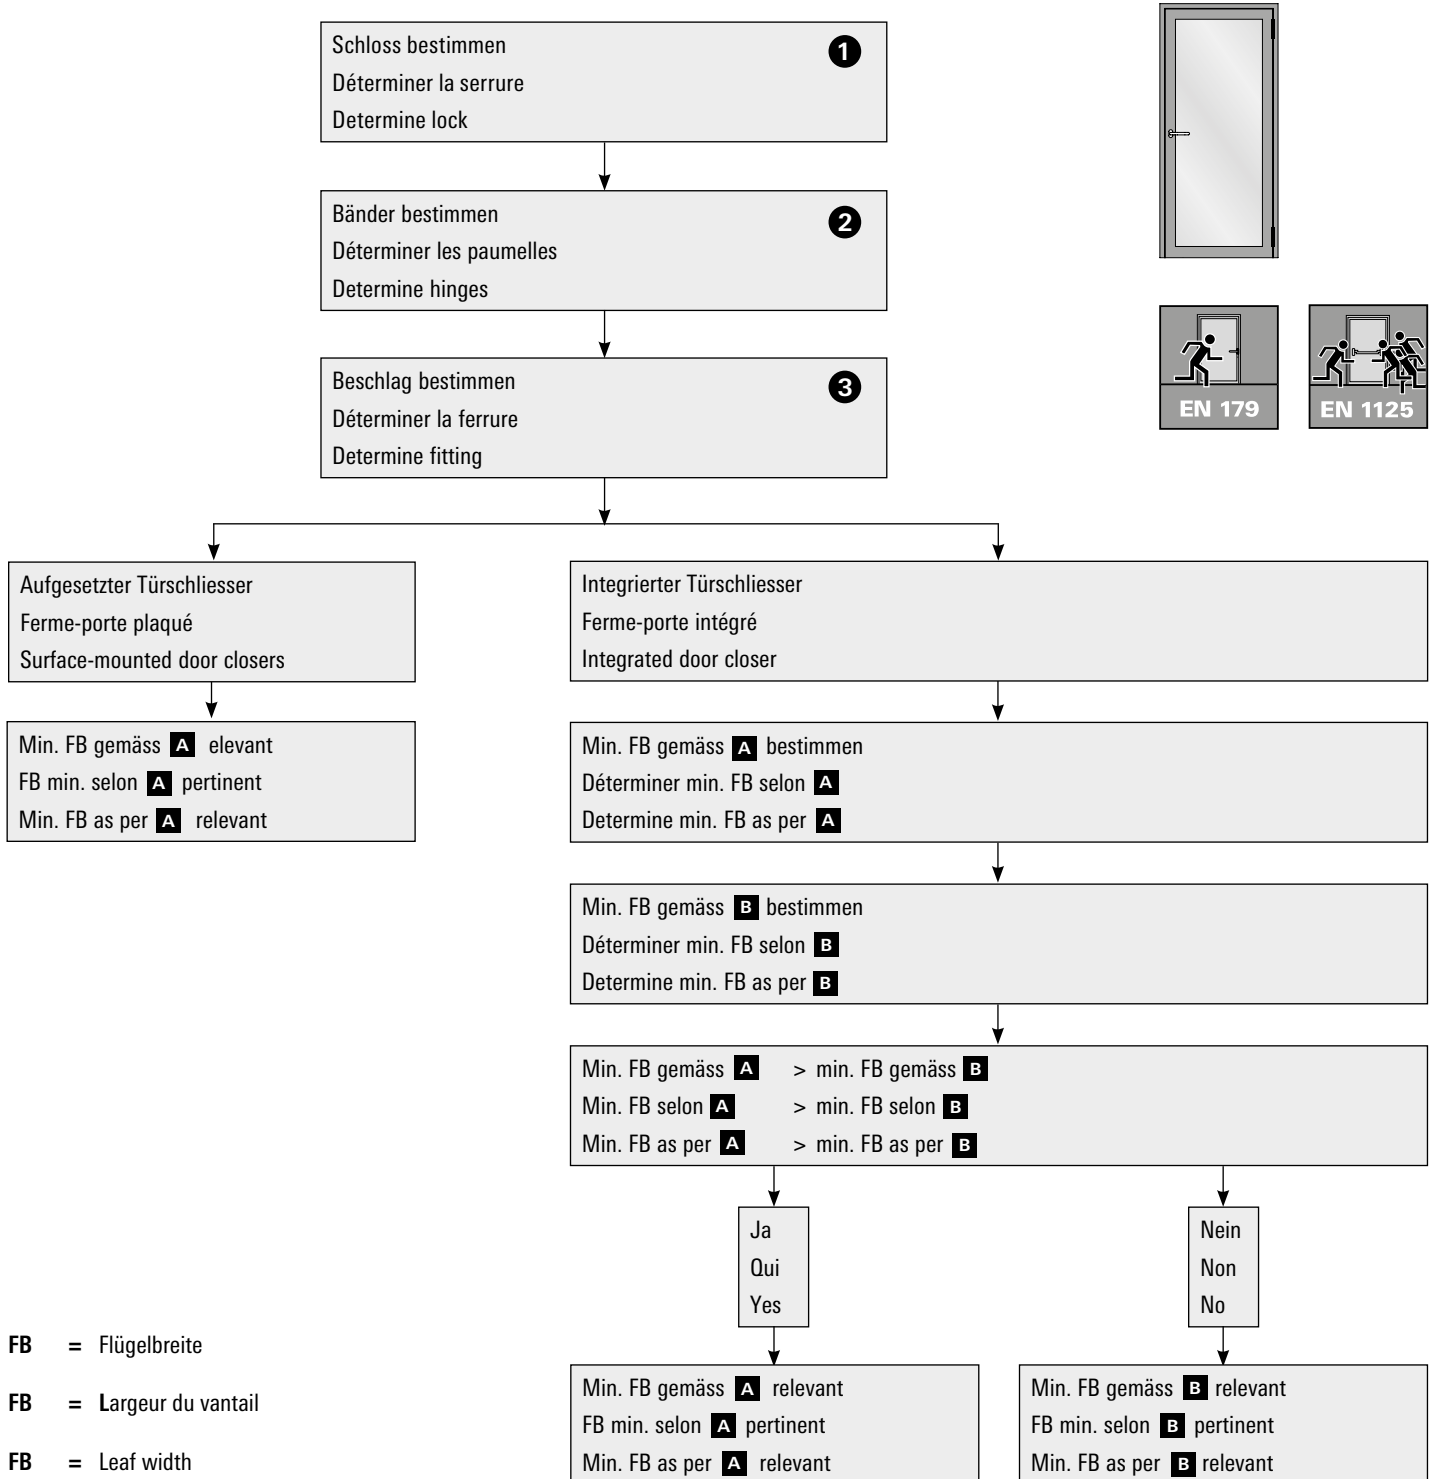 Schloss bestimmen
Déterminer la serrure
Determine lock
1
Bänder bestimmen
Déterminer les paumelles
Determine hinges
2
Beschlag bestimmen
Déterminer la ferrure
Determine fitting
3
EN 179
EN 1125
Aufgesetzter Türschliesser
Ferme-porte plaqué
Surface-mounted door closers
Integrierter Türschliesser
Ferme-porte intégré
Integrated door closer
Min. FB gemäss A elevant
FB min. selon A pertinent
Min. FB as per A relevant
Min. FB gemäss A bestimmen
Déterminer min. FB selon A
Determine min. FB as per A
Min. FB gemäss B bestimmen
Déterminer min. FB selon B
Determine min. FB as per B
Min. FB gemäss A > min. FB gemäss B
Min. FB selon A > min. FB selon B
Min. FB as per A > min. FB as per B
Ja
Qui
Yes
Nein
Non
No
FB = Flügelbreite
FB = Largeur du vantail
FB = Leaf width
Min. FB gemäss A relevant
FB min. selon A pertinent
Min. FB as per A relevant
Min. FB gemäss B relevant
FB min. selon B pertinent
Min. FB as per B relevant